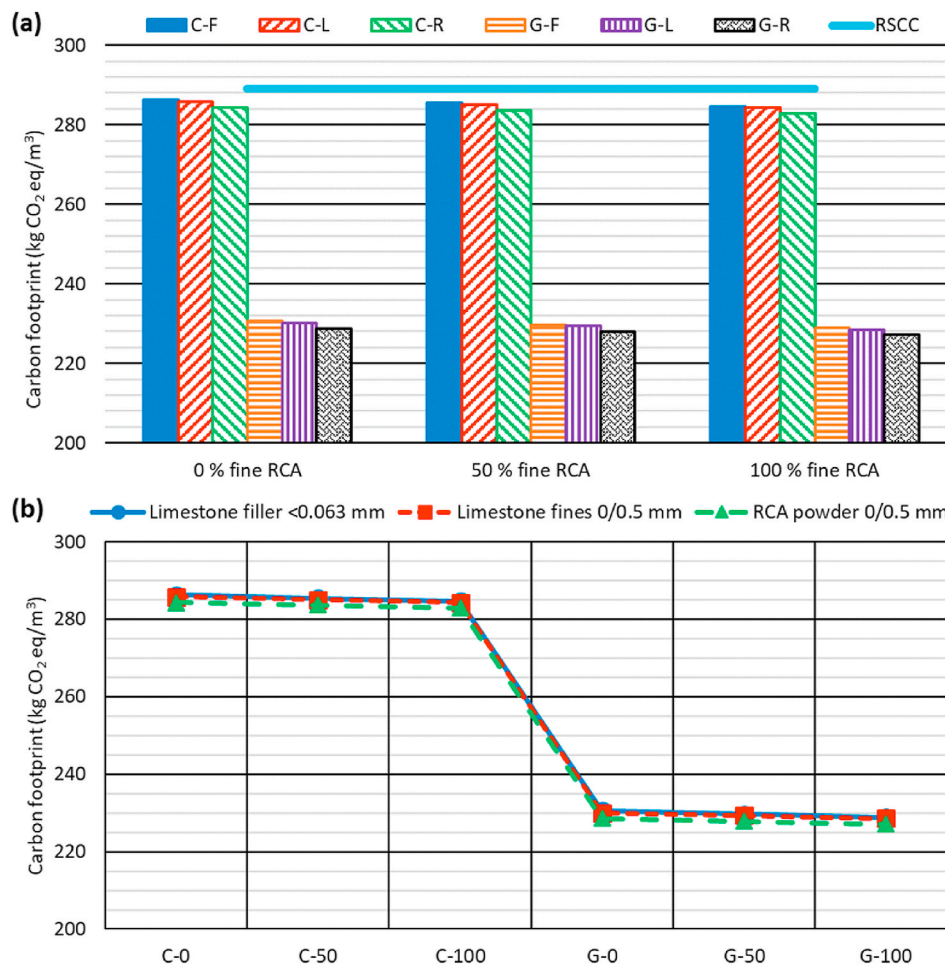 (a) C-F C-L C-R G-F G-L G-R RSCC
Carbon footprint (kg CO₂ eq/m³)
300
280
260
240
220
200
0 % fine RCA 50 % fine RCA 100 % fine RCA
(b) Limestone filler <0.063 mm Limestone fines 0/0.5 mm RCA powder 0/0.5 mm
Carbon footprint (kg CO₂ eq/m³)
300
280
260
240
220
200
C-0 C-50 C-100 G-0 G-50 G-100